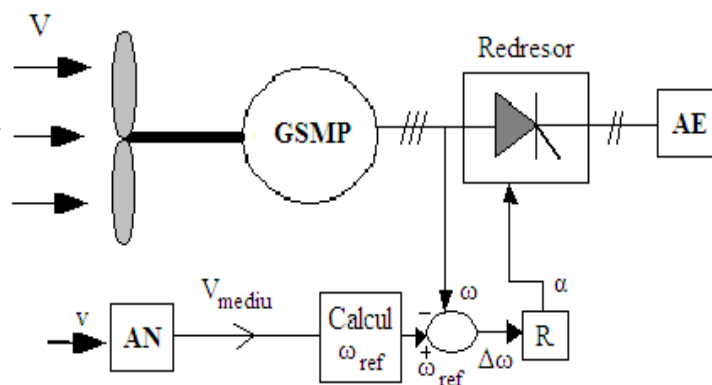 V
Redresor
GSMP
AE
V mediu
ω
α
v
AN
Calcul
ω ref
−
+
ω ref
Δω
R